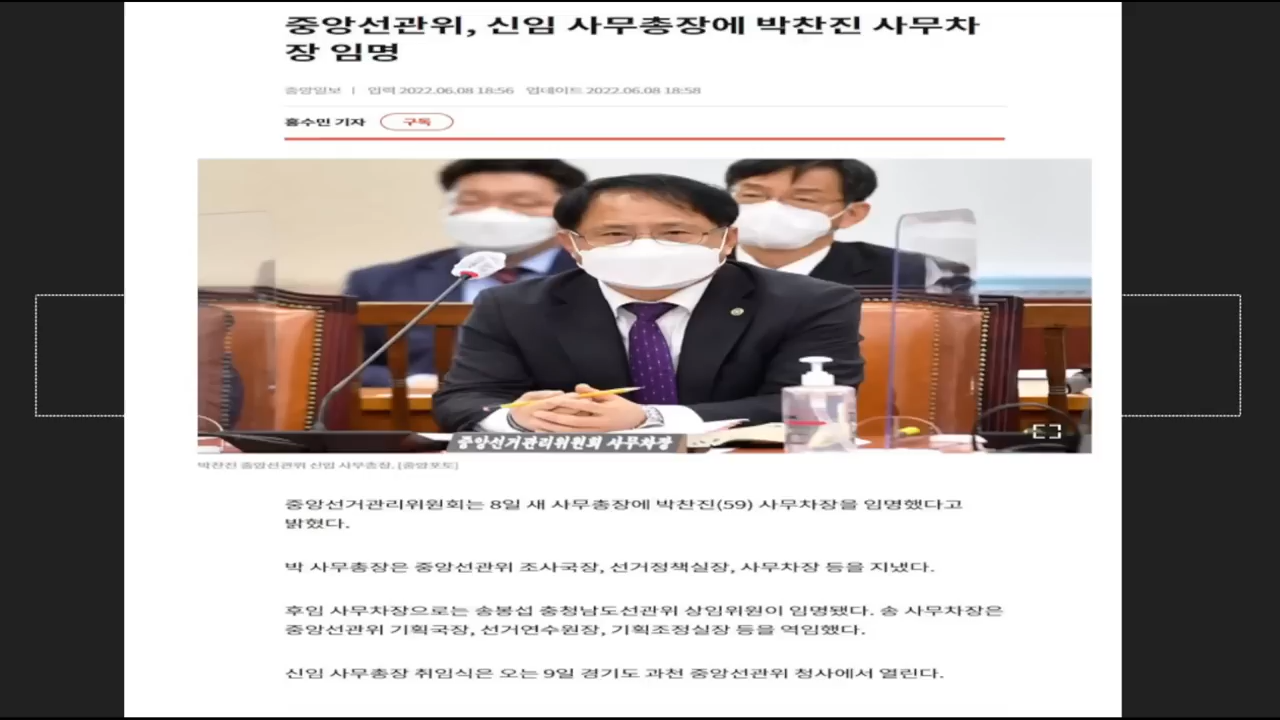 중앙선관위, 신임 사무총장에 박찬진 사무차
장 임명
중앙일보 | 입력 2022.06.08 18:56 업데이트 2022.06.08 18:58
홍수민 기자 구독
중앙선거관리위원회 사무차장
박찬진 중앙선관위 신임 사무총장. [중앙포토]
중앙선거관리위원회는 8일 새 사무총장에 박찬진(59) 사무차장을 임명했다고
밝혔다.
박 사무총장은 중앙선관위 조사국장, 선거정책실장, 사무차장 등을 지냈다.
후임 사무차장으로는 송봉섭 충청남도선관위 상임위원이 임명됐다. 송 사무차장은
중앙선관위 기획국장, 선거연수원장, 기획조정실장 등을 역임했다.
신임 사무총장 취임식은 오는 9일 경기도 과천 중앙선관위 청사에서 열린다.